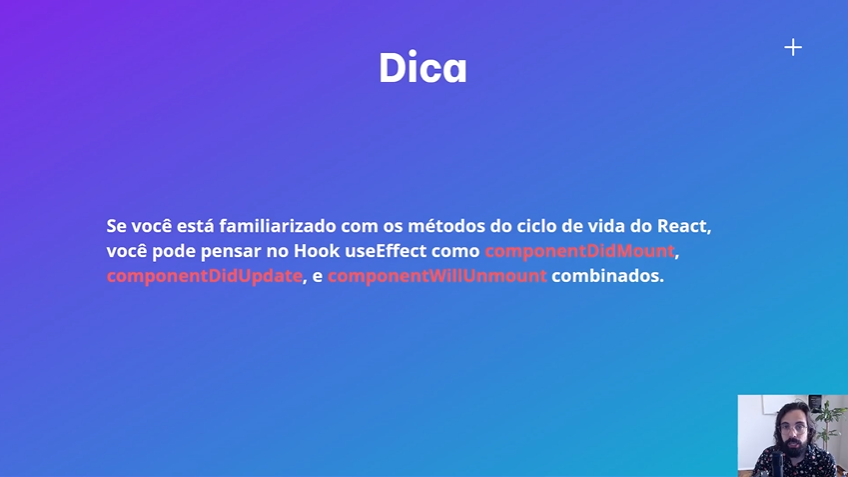 Dica
Se você está familiarizado com os métodos do ciclo de vida do React,
você pode pensar no Hook useEffect como componentDidMount,
componentDidUpdate, e componentWillUnmount combinados.